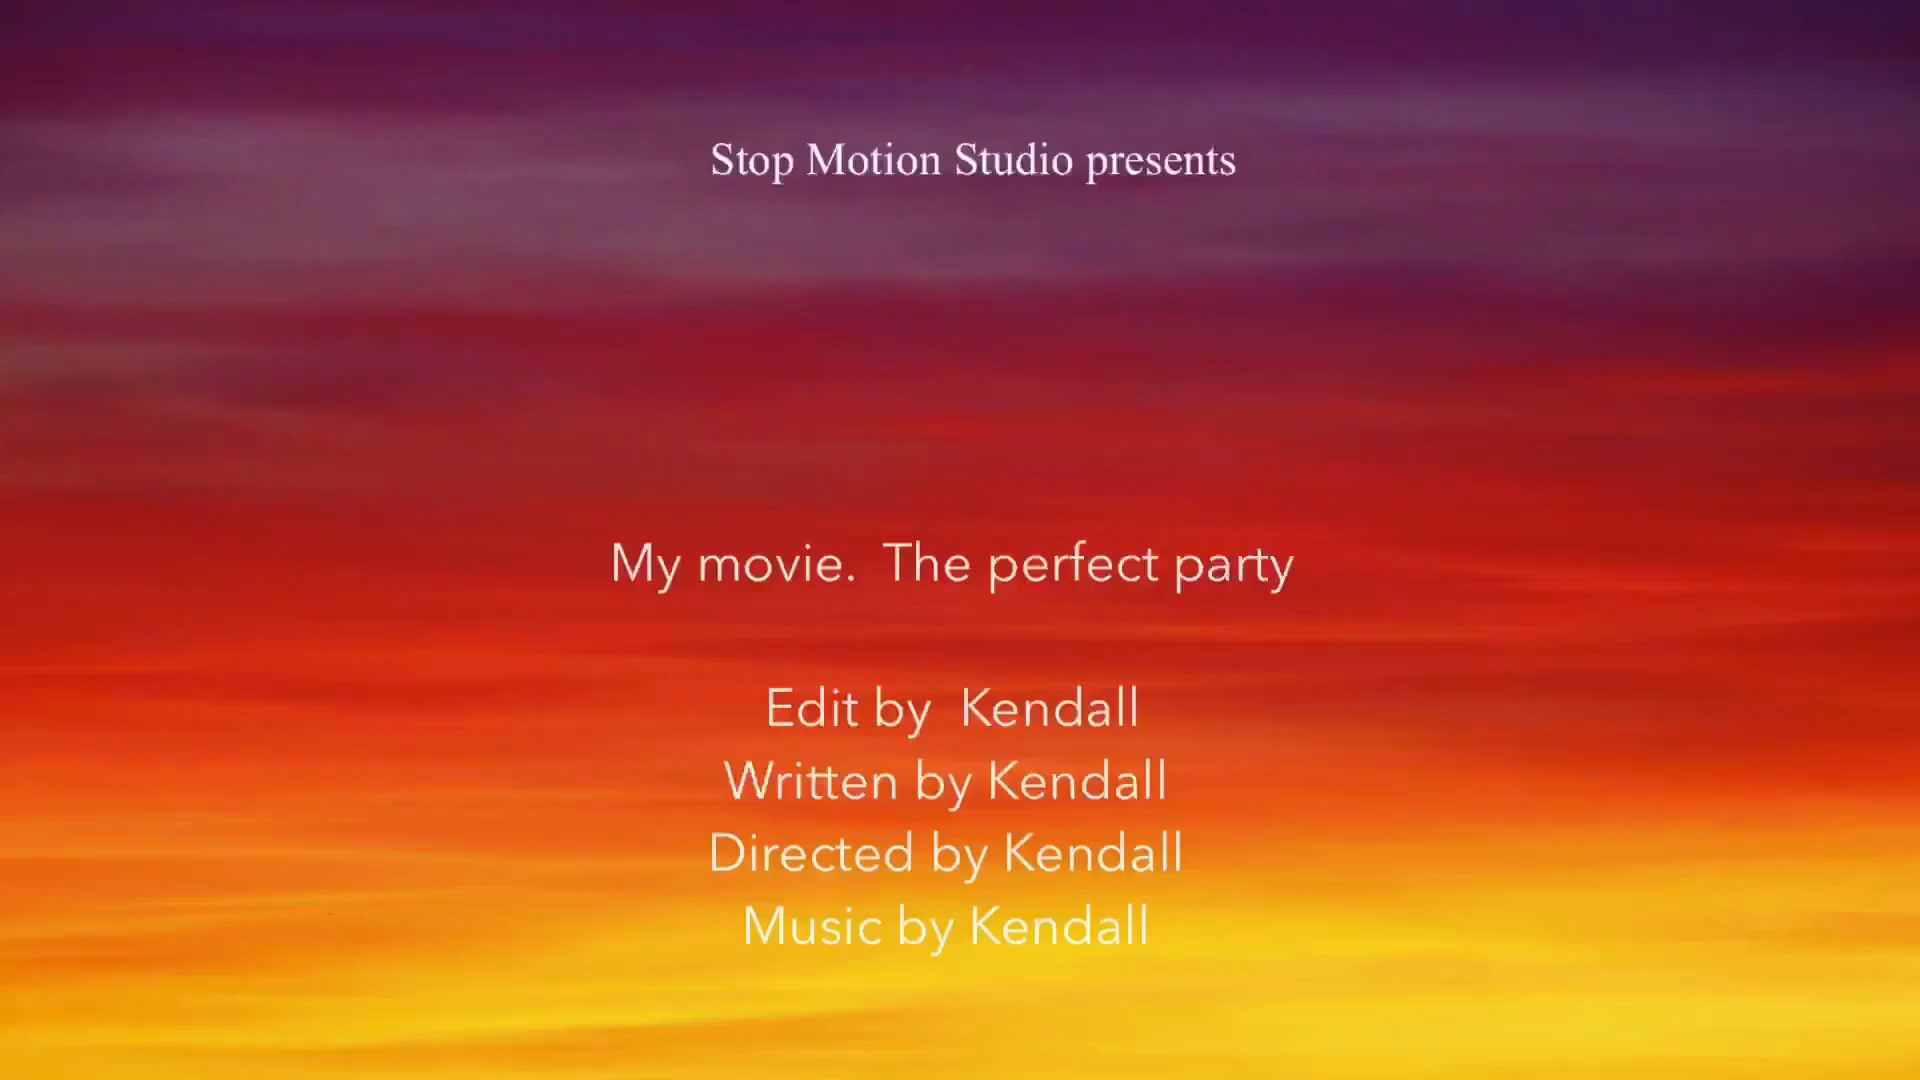 Stop Motion Studio presents
My movie.  The perfect party
Edit by  Kendall
Written by Kendall
Directed by Kendall
Music by Kendall